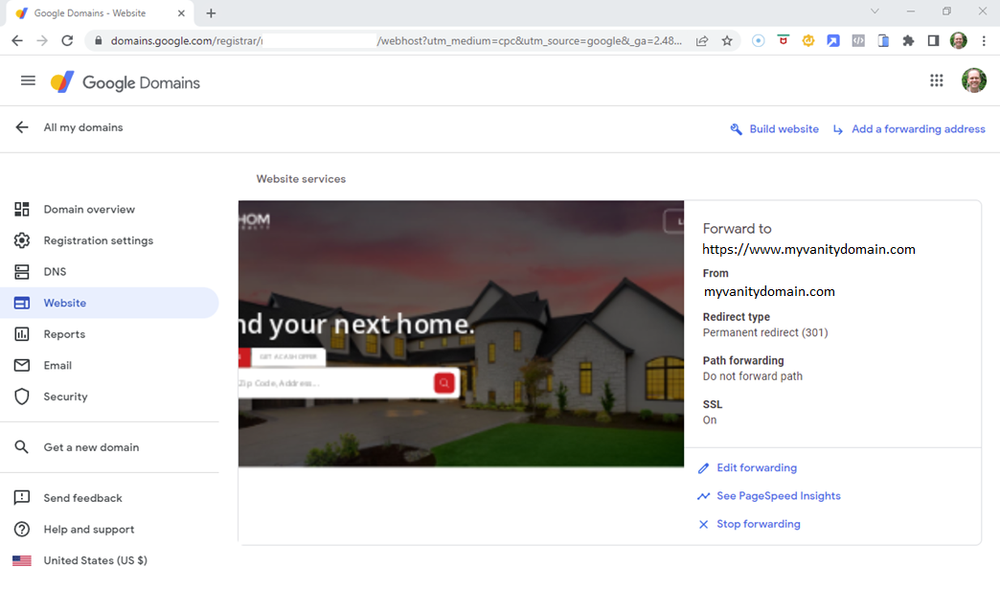 Google Domains - Website
domains.google.com/registrar/
/webhost?utm_medium=cpc&utm_source=google&_ga=2.48...
Google Domains
All my domains
Build website
Add a forwarding address
Website services
Domain overview
Registration settings
DNS
Website
Reports
Email
Security
Get a new domain
Send feedback
Help and support
United States (US $)
HOM
L
nd your next home.
GET A CASH OFFER
Zip Code, Address...
Forward to
https://www.myvanitydomain.com
From
myvanitydomain.com
Redirect type
Permanent redirect (301)
Path forwarding
Do not forward path
SSL
On
Edit forwarding
See PageSpeed Insights
Stop forwarding